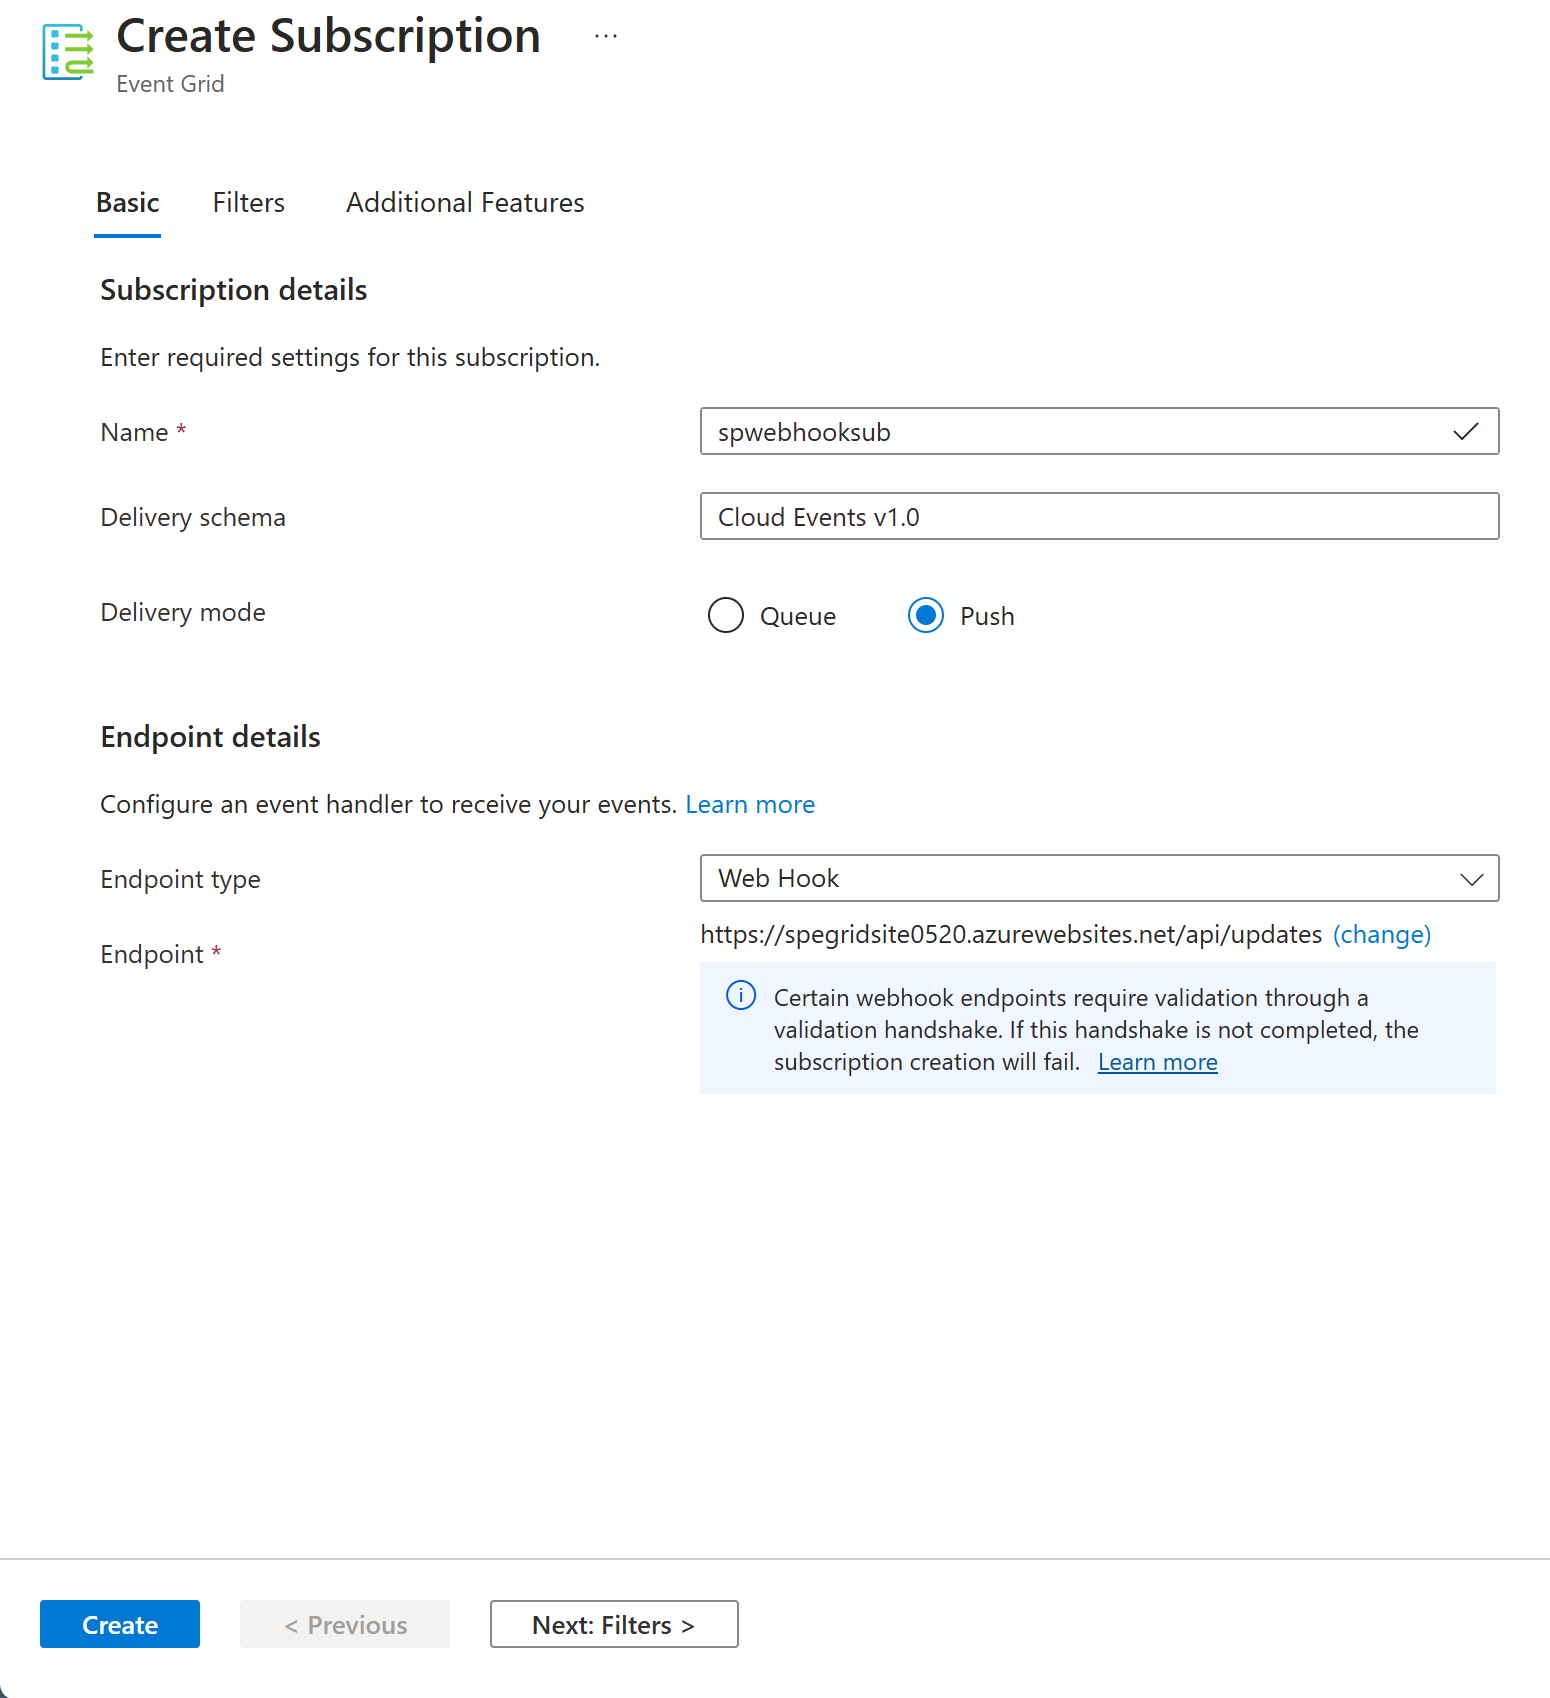 Create Subscription ...
Event Grid
Basic Filters Additional Features
Subscription details
Enter required settings for this subscription.
Name * spwebhooksub
Delivery schema Cloud Events v1.0
Delivery mode Queue Push
Endpoint details
Configure an event handler to receive your events. Learn more
Endpoint type Web Hook
https://spegridsite0520.azurewebsites.net/api/updates (change)
Endpoint *
Certain webhook endpoints require validation through a
validation handshake. If this handshake is not completed, the
subscription creation will fail. Learn more
Create < Previous Next: Filters >